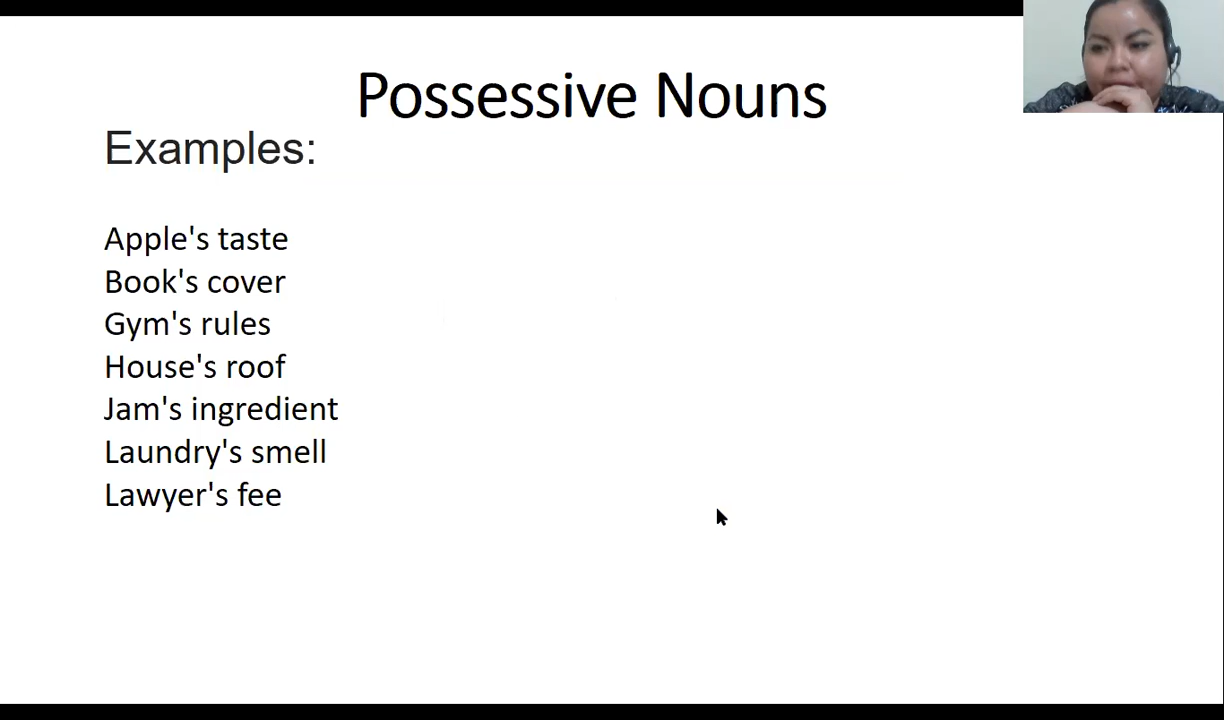 Possessive Nouns
Examples:
Apple's taste
Book's cover
Gym's rules
House's roof
Jam's ingredient
Laundry's smell
Lawyer's fee